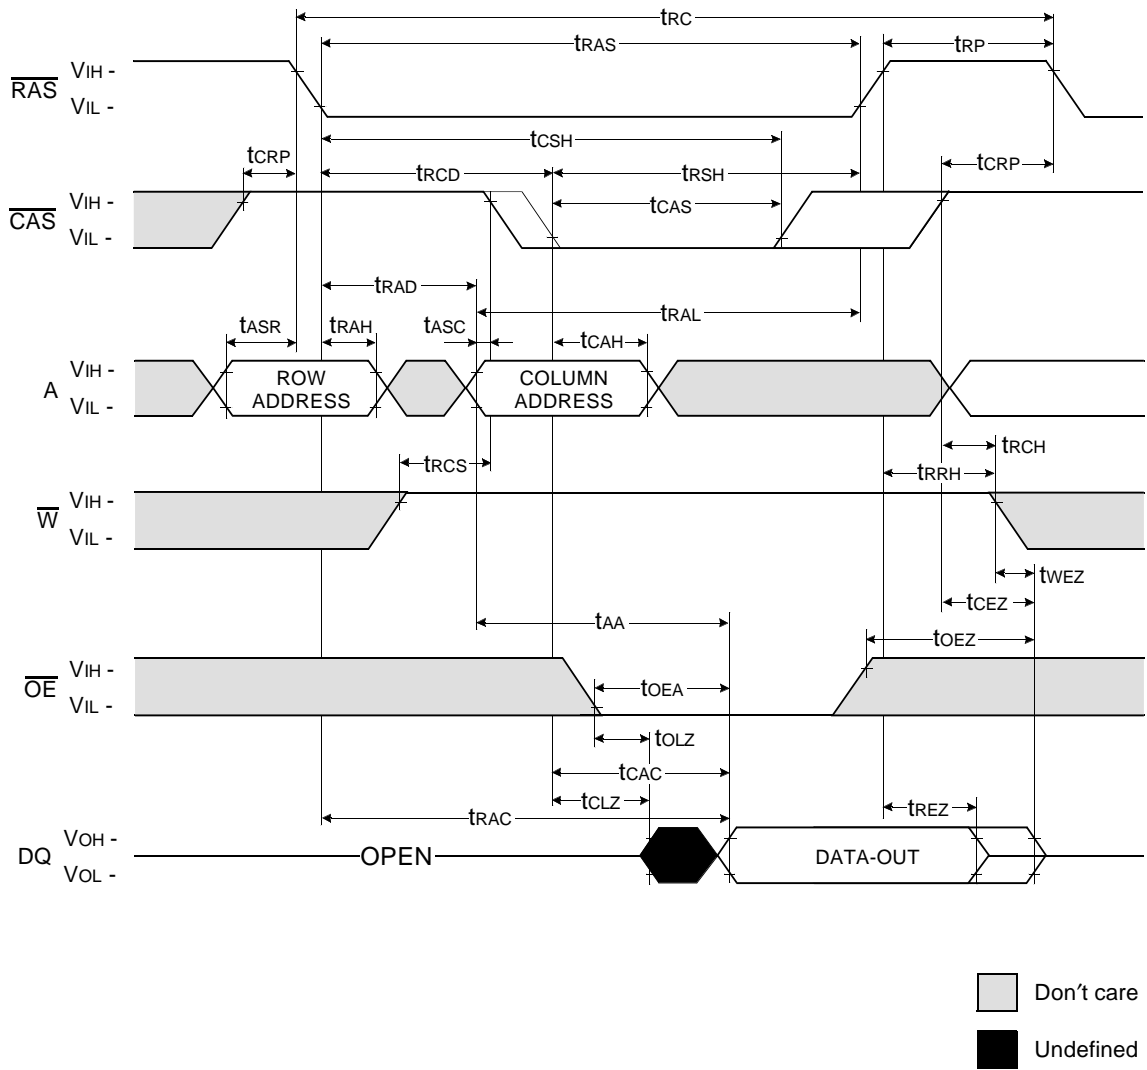 tRC
tRAS
tRP
RAS
VIH -
VIL -
tCSH
tCRP
tRCD
tRSH
tCRP
CAS
VIH -
VIL -
tCAS
tRAD
tRAL
tASR
tRAH
tASC
tCAH
A
VIH -
VIL -
ROW
ADDRESS
COLUMN
ADDRESS
tRCH
tRCS
tRRH
W
VIH -
VIL -
tWEZ
tCEZ
tAA
tOEZ
OE
VIH -
VIL -
tOEA
tOLZ
tCAC
tCLZ
tREZ
tRAC
DQ
VOH -
VOL -
OPEN
DATA-OUT
Don′t care
Undefined